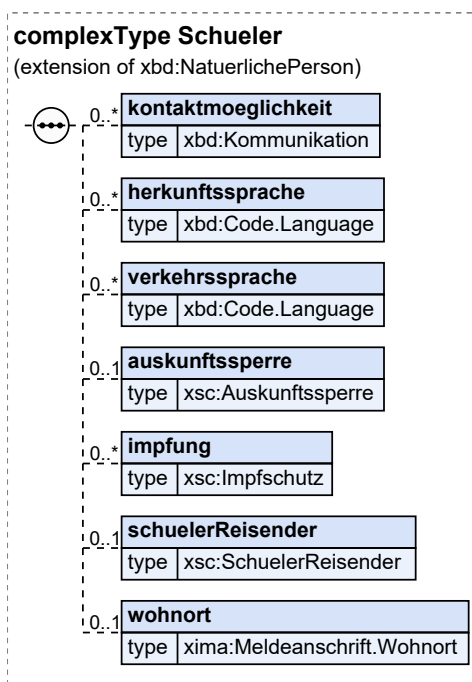 complexType Schueler
(extension of xbd:NatuerlichePerson)
0..* kontaktmoeglichkeit
type xbd:Kommunikation
0..* herkunftssprache
type xbd:Code.Language
0..* verkehrssprache
type xbd:Code.Language
0..1 auskunftssperre
type xsc:Auskunftssperre
0..* impfung
type xsc:Impfschutz
0..1 schuelerReisender
type xsc:SchuelerReisender
0..1 wohnort
type xima:Meldeanschrift.Wohnort